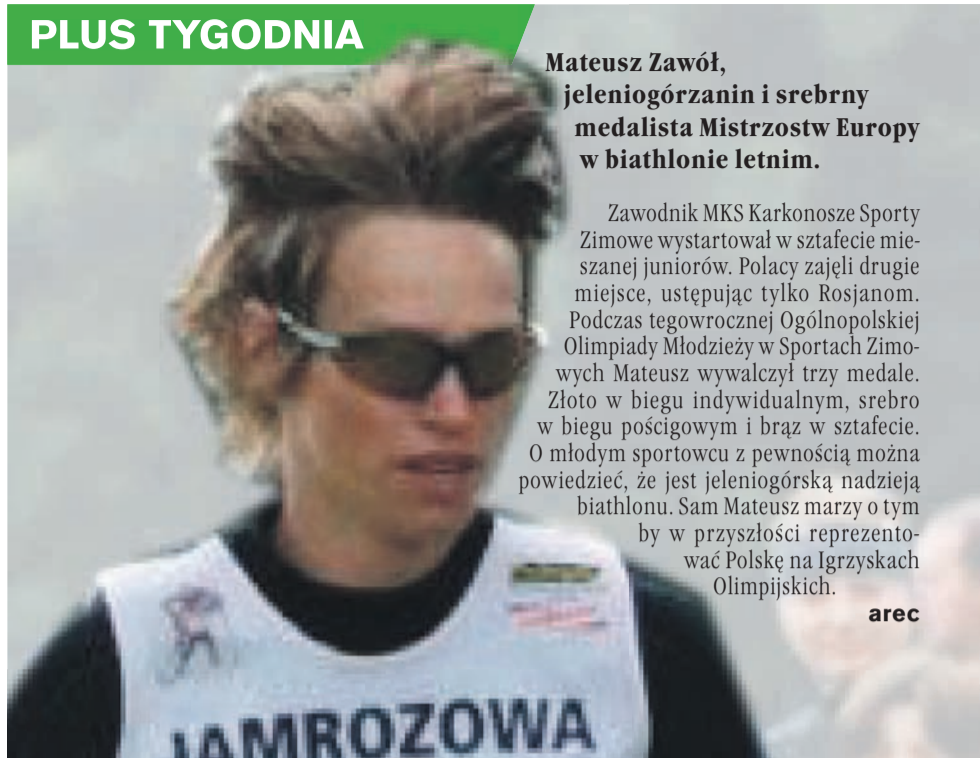 PLUS TYGODNIA
Mateusz Zawół,
jeleniogórzanin i srebrny
medalista Mistrzostw Europy
w biathlonie letnim.
Zawodnik MKS Karkonosze Sporty
Zimowe wystartował w sztafecie mie-
szanej juniorów. Polacy zajęli drugie
miejsce, ustępując tylko Rosjanom.
Podczas tegowrocznej Ogólnopolskiej
Olimpiady Młodzieży w Sportach Zimo-
wych Mateusz wywalczył trzy medale.
Złoto w biegu indywidualnym, srebro
w biegu pościgowym i brąz w sztafecie.
O młodym sportowcu z pewnością można
powiedzieć, że jest jeleniogórską nadzieją
biathlonu. Sam Mateusz marzy o tym
by w przyszłości reprezento-
wać Polskę na Igrzyskach
Olimpijskich.
arec
JAMROZOWA